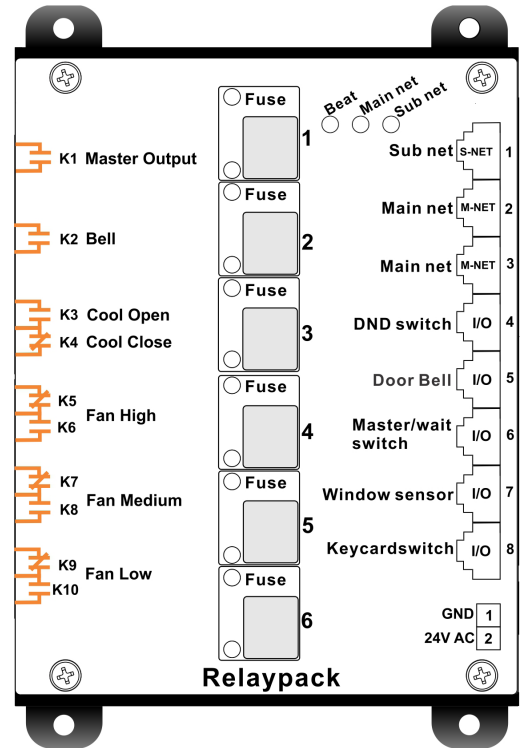 Beat
Main net
Sub net
K1 Master Output
K2 Bell
K3 Cool Open
K4 Cool Close
K5
Fan High
K6
K7
Fan Medium
K8
K9
Fan Low
K10
Fuse
1
Fuse
2
Fuse
3
Fuse
4
Fuse
5
Fuse
6
Sub net S-NET 1
Main net M-NET 2
Main net M-NET 3
DND switch I/O 4
Door Bell I/O 5
Master/wait
switch I/O 6
Window sensor I/O 7
Keycardswitch I/O 8
GND 1
24V AC 2
Relaypack